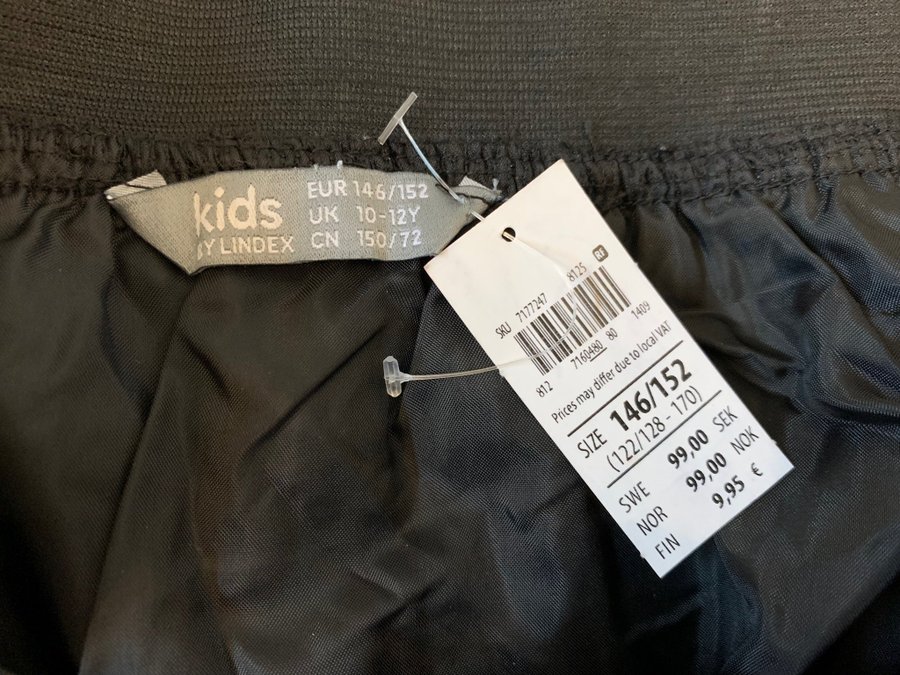 kids
BY LINDEX
EUR 146/152
UK 10-12Y
CN 150/72
SKU 7177247 8125
812 7160480 80 1409
Prices may differ due to local VAT
SIZE 146/152
(122/128 - 170)
SWE 99,00 SEK
NOR 99,00 NOK
FIN 9,95 €